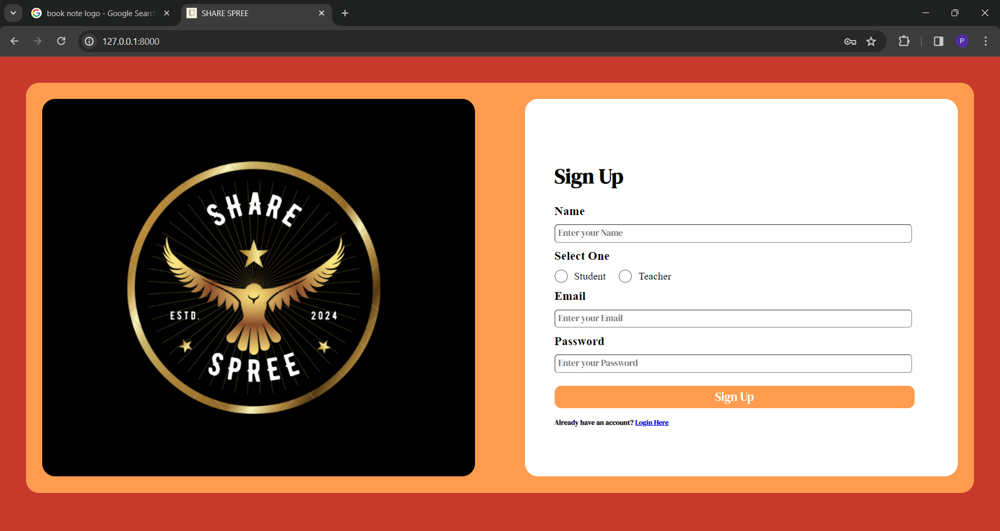 book note logo - Google Search
SHARE SPREE
127.0.0.1:8000
P
SHARE
ESTD. 2024
SPREE
Sign Up
Name
Enter your Name
Select One
Student Teacher
Email
Enter your Email
Password
Enter your Password
Sign Up
Already have an account? Login Here